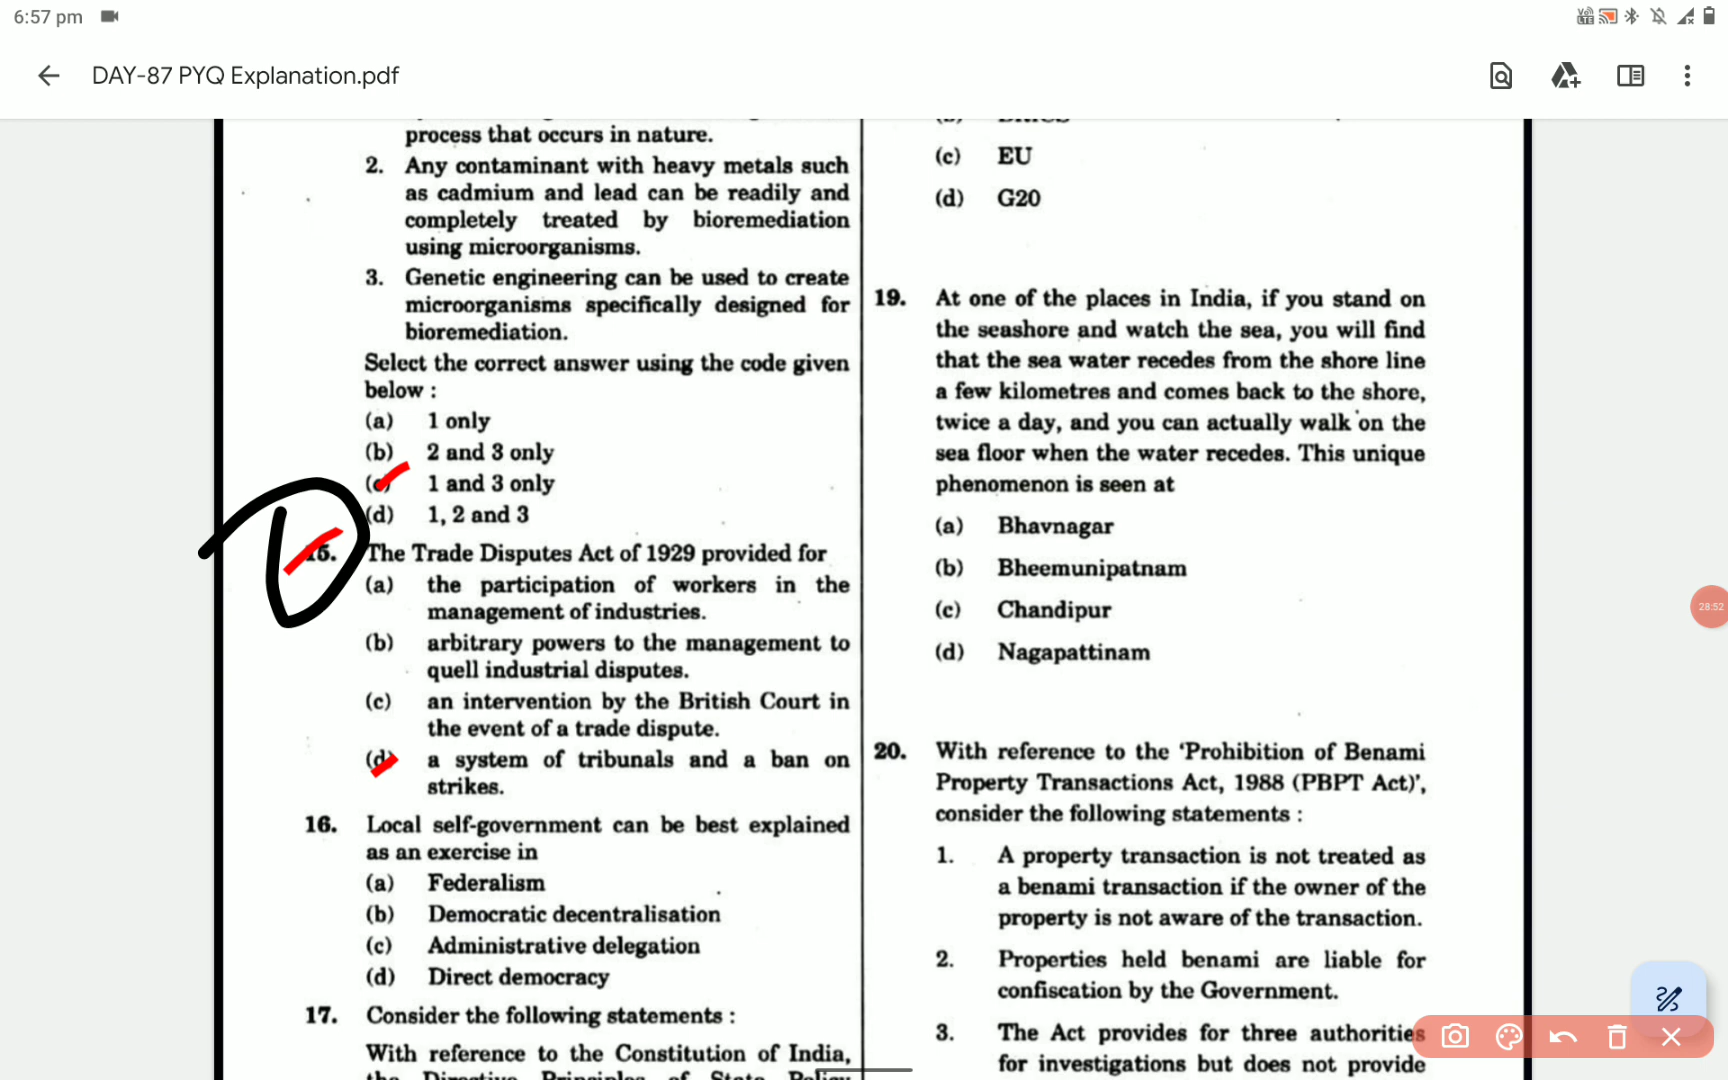 6:57 pm
DAY-87 PYQ Explanation.pdf
process that occurs in nature.
2. Any contaminant with heavy metals such
as cadmium and lead can be readily and
completely treated by bioremediation
using microorganisms.
3. Genetic engineering can be used to create
microorganisms specifically designed for
bioremediation.
Select the correct answer using the code given
below :
(a) 1 only
(b) 2 and 3 only
(c) 1 and 3 only
(d) 1, 2 and 3
15. The Trade Disputes Act of 1929 provided for
(a) the participation of workers in the
management of industries.
(b) arbitrary powers to the management to
quell industrial disputes.
(c) an intervention by the British Court in
the event of a trade dispute.
(d) a system of tribunals and a ban on
strikes.
16. Local self-government can be best explained
as an exercise in
(a) Federalism
(b) Democratic decentralisation
(c) Administrative delegation
(d) Direct democracy
17. Consider the following statements :
With reference to the Constitution of India,
the Directive Principles of State Policy
(c) EU
(d) G20
19. At one of the places in India, if you stand on
the seashore and watch the sea, you will find
that the sea water recedes from the shore line
a few kilometres and comes back to the shore,
twice a day, and you can actually walk on the
sea floor when the water recedes. This unique
phenomenon is seen at
(a) Bhavnagar
(b) Bheemunipatnam
(c) Chandipur
(d) Nagapattinam
20. With reference to the ‘Prohibition of Benami
Property Transactions Act, 1988 (PBPT Act)’,
consider the following statements :
1. A property transaction is not treated as
a benami transaction if the owner of the
property is not aware of the transaction.
2. Properties held benami are liable for
confiscation by the Government.
3. The Act provides for three authorities
for investigations but does not provide
28:52